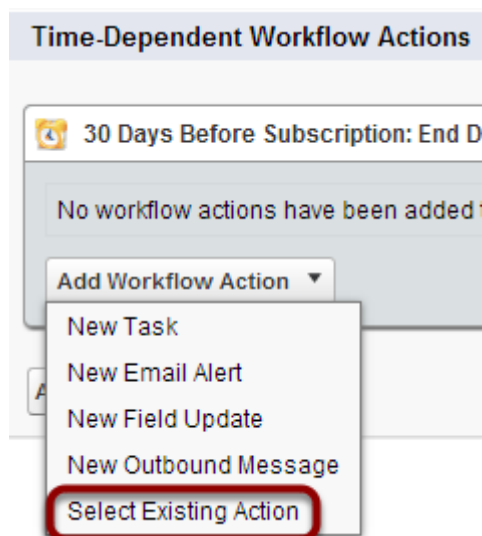 Time-Dependent Workflow Actions
30 Days Before Subscription: End D
No workflow actions have been added t
Add Workflow Action
New Task
New Email Alert
New Field Update
New Outbound Message
Select Existing Action